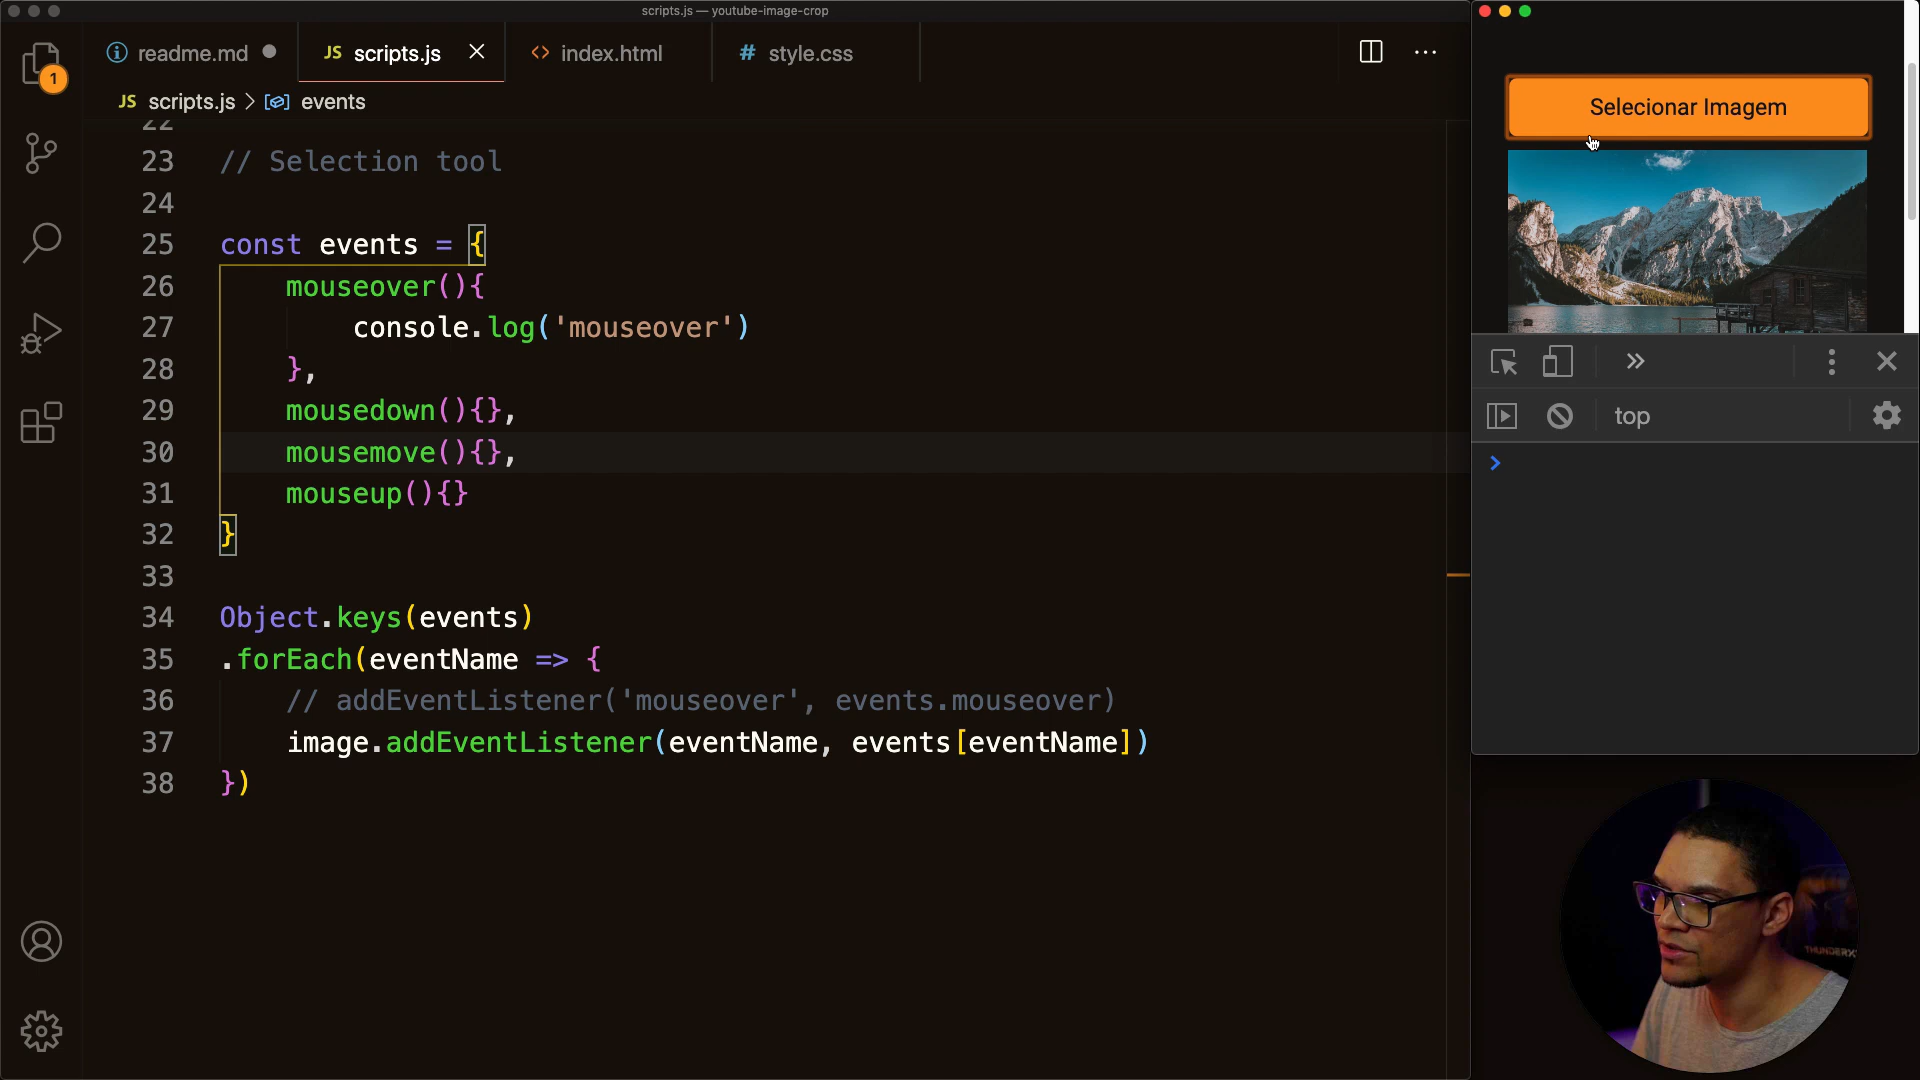 scripts.js — youtube-image-crop
readme.md
JS scripts.js
<> index.html
# style.css
1
JS scripts.js > events
22
23 // Selection tool
24
25 const events = {
26 mouseover(){
27 console.log('mouseover')
28 },
29 mousedown(){},
30 mousemove(){},
31 mouseup(){}
32 }
33
34 Object.keys(events)
35 .forEach(eventName => {
36 // addEventListener('mouseover', events.mouseover)
37 image.addEventListener(eventName, events[eventName])
38 })
Selecionar Imagem
top